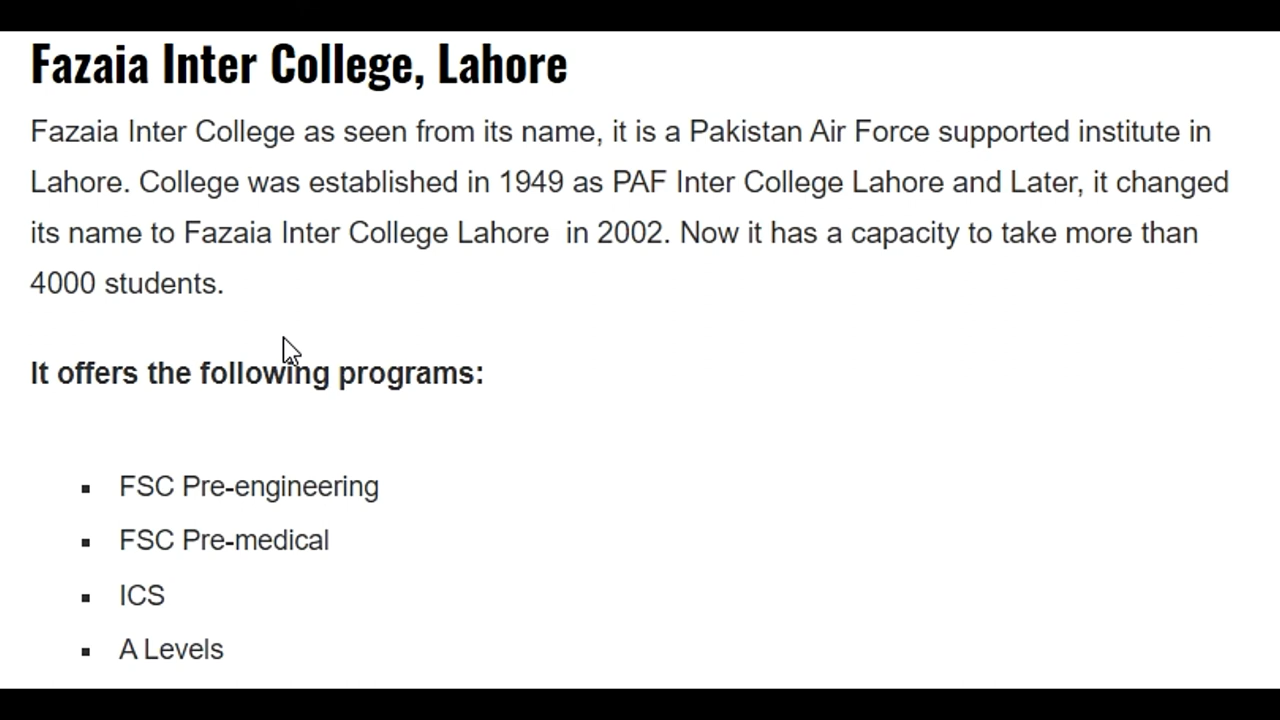 Fazaia Inter College, Lahore
Fazaia Inter College as seen from its name, it is a Pakistan Air Force supported institute in
Lahore. College was established in 1949 as PAF Inter College Lahore and Later, it changed
its name to Fazaia Inter College Lahore  in 2002. Now it has a capacity to take more than
4000 students.
It offers the following programs:
▪ FSC Pre-engineering
▪ FSC Pre-medical
▪ ICS
▪ A Levels